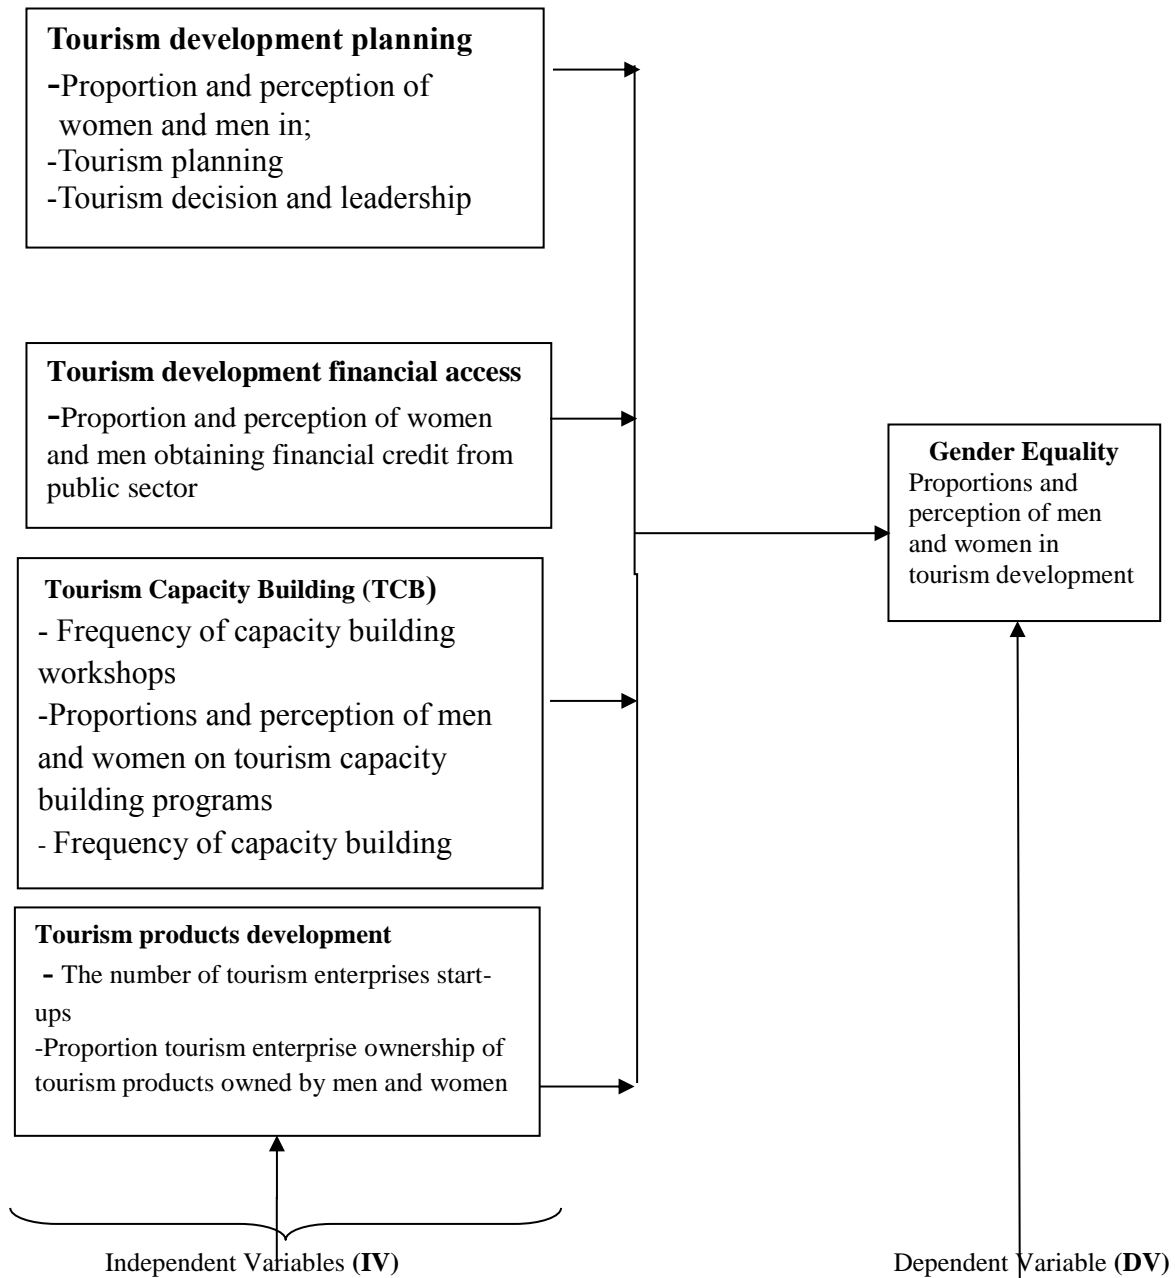 Tourism development planning
-Proportion and perception of
women and men in;
-Tourism planning
-Tourism decision and leadership
Tourism development financial access
-Proportion and perception of women
and men obtaining financial credit from
public sector
Gender Equality
Proportions and
perception of men
and women in
tourism development
Tourism Capacity Building (TCB)
- Frequency of capacity building
workshops
-Proportions and perception of men
and women on tourism capacity
building programs
- Frequency of capacity building
Tourism products development
- The number of tourism enterprises start-
ups
-Proportion tourism enterprise ownership of
tourism products owned by men and women
Independent Variables (IV)
Dependent Variable (DV)